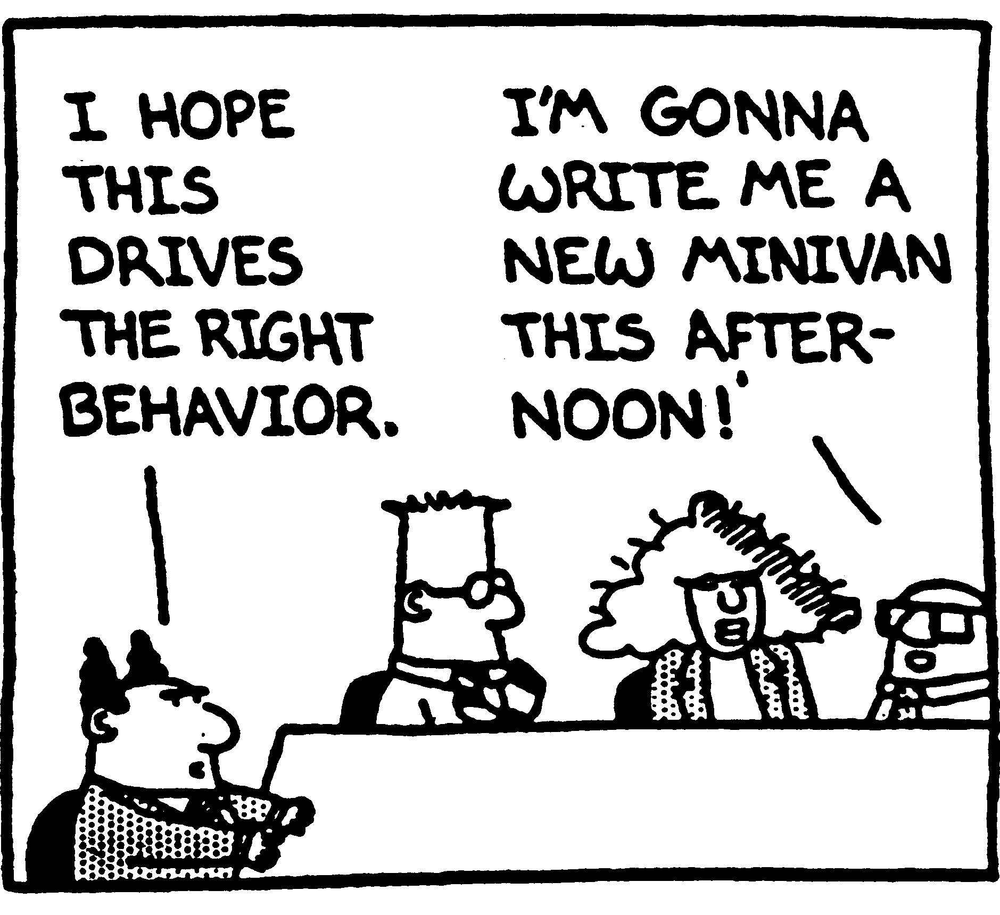 I HOPE
THIS
DRIVES
THE RIGHT
BEHAVIOR.
I'M GONNA
WRITE ME A
NEW MINIVAN
THIS AFTER-
NOON!